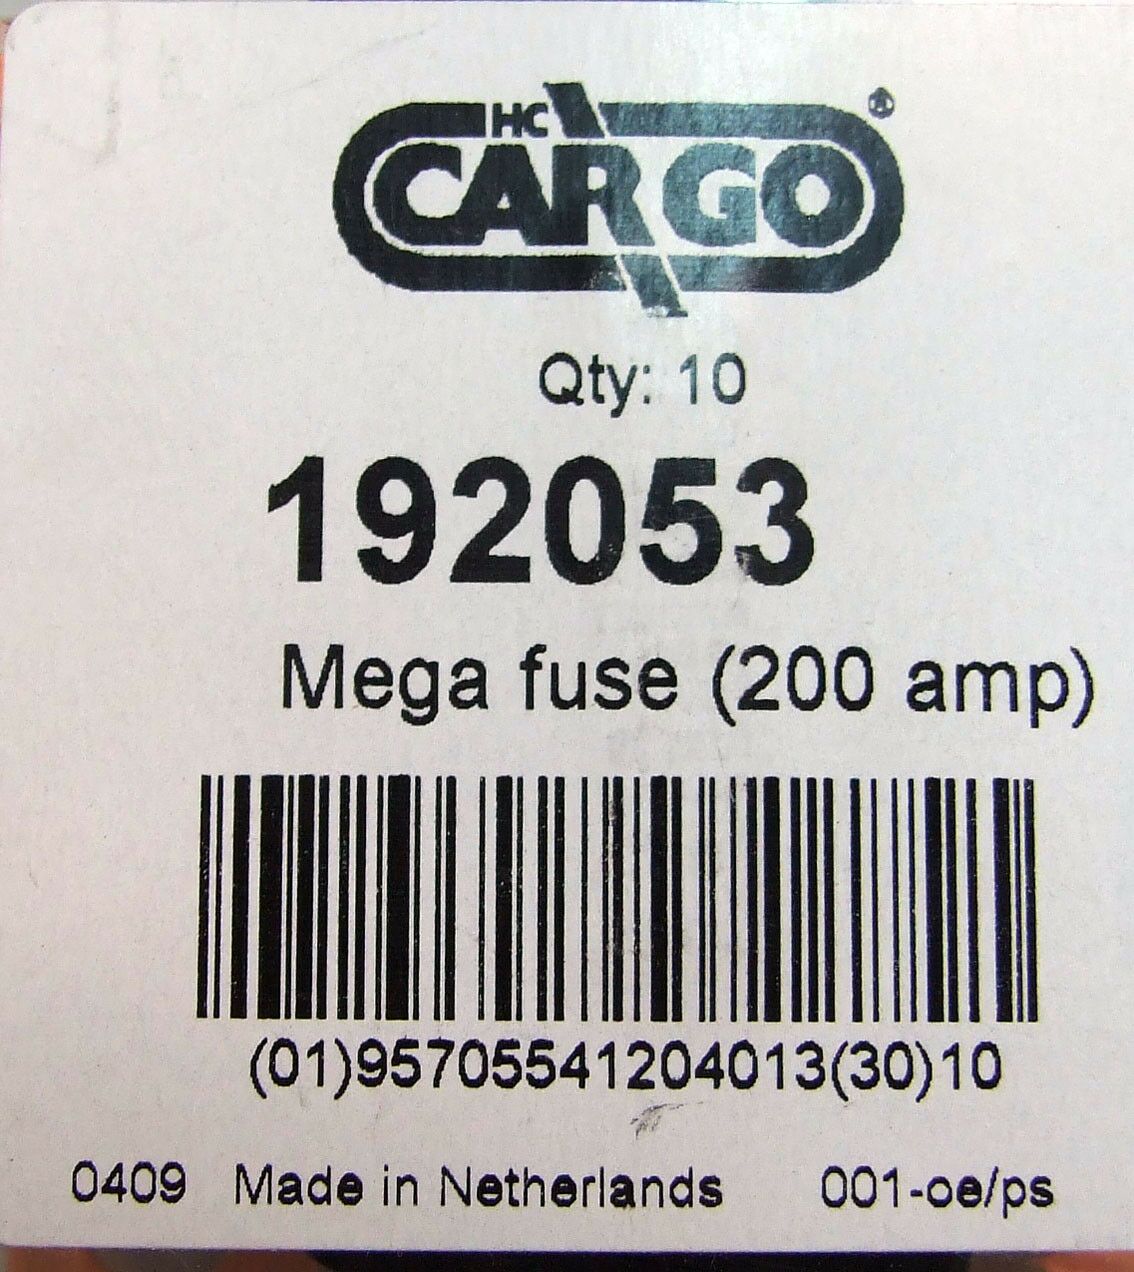 HC
CARGO®
Qty: 10
192053
Mega fuse (200 amp)
(01)95705541204013(30)10
0409 Made in Netherlands 001-oe/ps